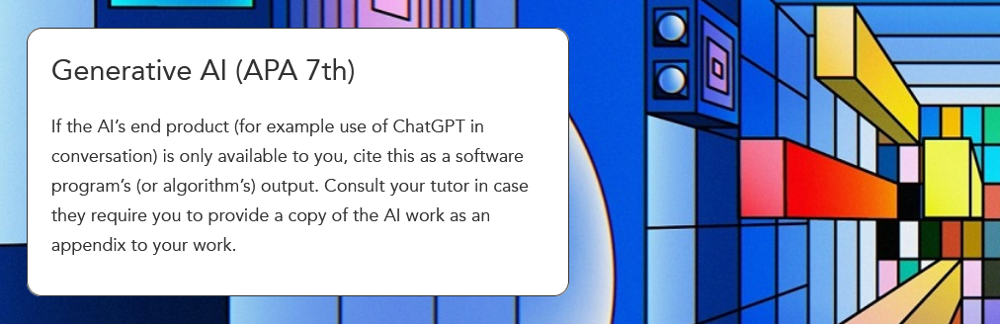 Generative AI (APA 7th)
If the AI’s end product (for example use of ChatGPT in
conversation) is only available to you, cite this as a software
program’s (or algorithm’s) output. Consult your tutor in case
they require you to provide a copy of the AI work as an
appendix to your work.